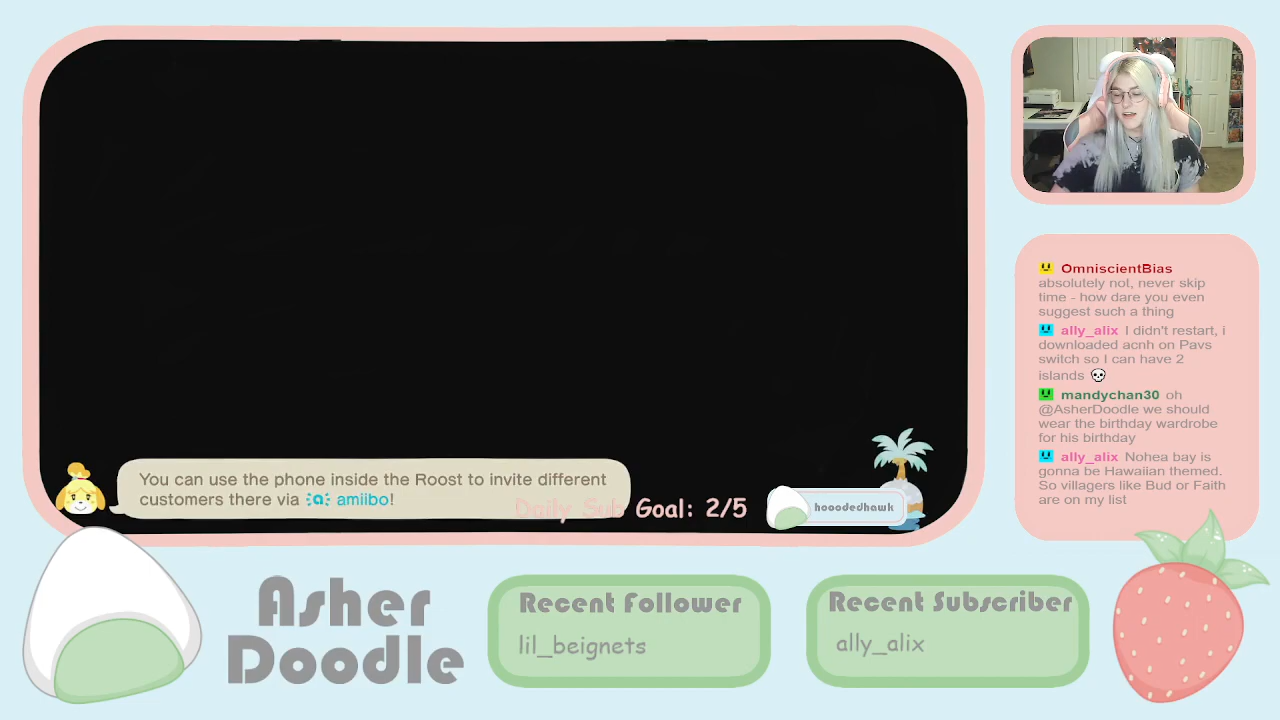 OmniscientBias
absolutely not, never skip
time - how dare you even
suggest such a thing
ally_alix I didn't restart, i
downloaded acnh on Pavs
switch so I can have 2
islands
mandychan30 oh
@AsherDoodle we should
wear the birthday wardrobe
for his birthday
ally_alix Nohea bay is
gonna be Hawaiian themed.
So villagers like Bud or Faith
are on my list
You can use the phone inside the Roost to invite different
customers there via amiibo!
Daily Sub Goal: 2/5
hooodedhawk
Asher
Doodle
Recent Follower
lil_beignets
Recent Subscriber
ally_alix